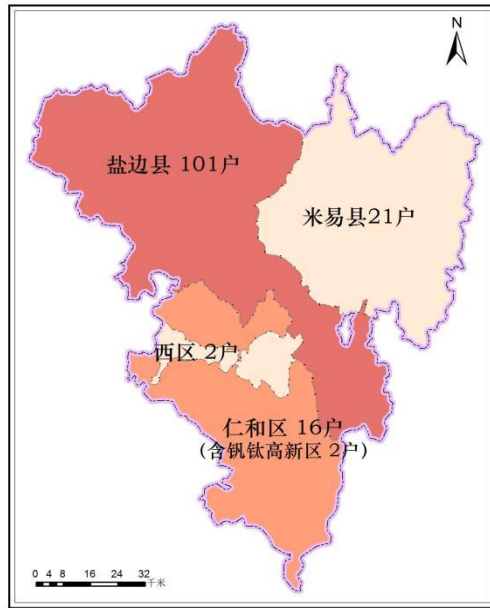 N
盐边县 101户
米易县21户
西区 2户
仁和区 16户
(含钒钛高新区 2户)
0 4 8 16 24 32
千米